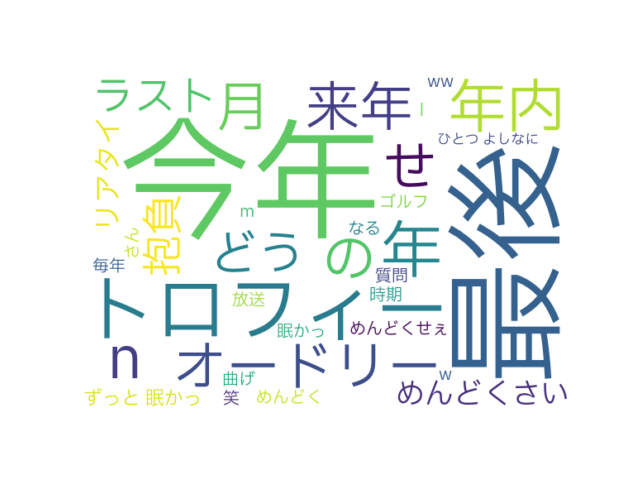 ラスト
月
来年
ww
年内
l
ひとつ よしなに
リアタイ
今年
せ
最後
抱負
さん
m
ゴルフ
どう
の
なる
年
毎年
質問
放送
時期
トロフィー
眠かっ
めんどくせぇ
n
オードリー
曲げ
w
めんどくさい
ずっと 眠かっ
笑
めんどく